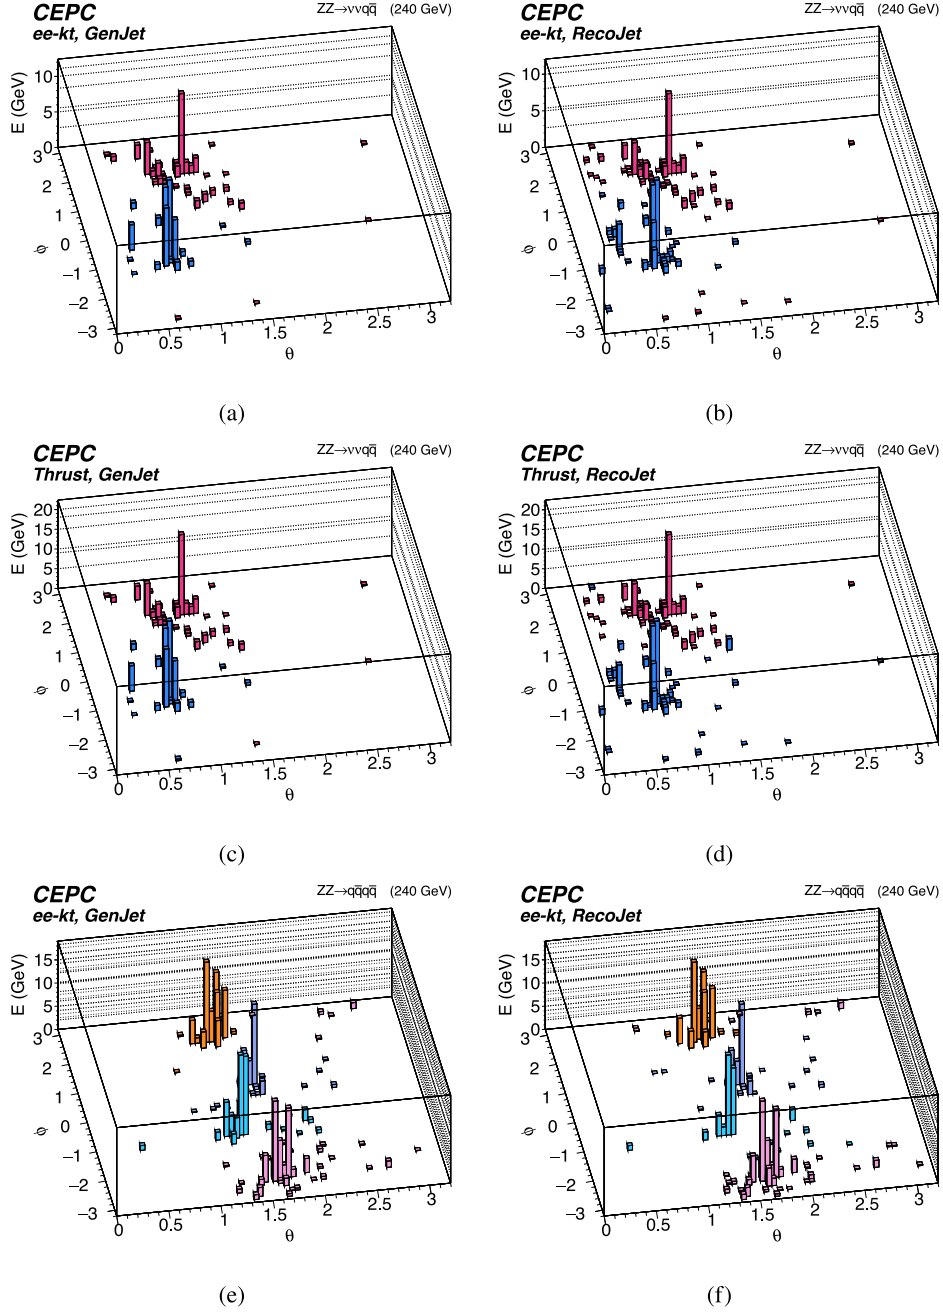 CEPC
ZZ→ννqq̅ (240 GeV)
ee-kt, GenJet
E (GeV)
10
5
0
3
2
1
0
−1
−2
−3
ϕ
0
0.5
1
1.5
2
2.5
3
θ
(a)
CEPC
ZZ→ννqq̅ (240 GeV)
ee-kt, RecoJet
E (GeV)
10
5
0
3
2
1
0
−1
−2
−3
ϕ
0
0.5
1
1.5
2
2.5
3
θ
(b)
CEPC
ZZ→ννqq̅ (240 GeV)
Thrust, GenJet
E (GeV)
20
15
10
5
0
3
2
1
0
−1
−2
−3
ϕ
0
0.5
1
1.5
2
2.5
3
θ
(c)
CEPC
ZZ→ννqq̅ (240 GeV)
Thrust, RecoJet
E (GeV)
20
15
10
5
0
3
2
1
0
−1
−2
−3
ϕ
0
0.5
1
1.5
2
2.5
3
θ
(d)
CEPC
ZZ→qq̅qq̅ (240 GeV)
ee-kt, GenJet
E (GeV)
15
10
5
0
3
2
1
0
−1
−2
−3
ϕ
0
0.5
1
1.5
2
2.5
3
θ
(e)
CEPC
ZZ→qq̅qq̅ (240 GeV)
ee-kt, RecoJet
E (GeV)
15
10
5
0
3
2
1
0
−1
−2
−3
ϕ
0
0.5
1
1.5
2
2.5
3
θ
(f)